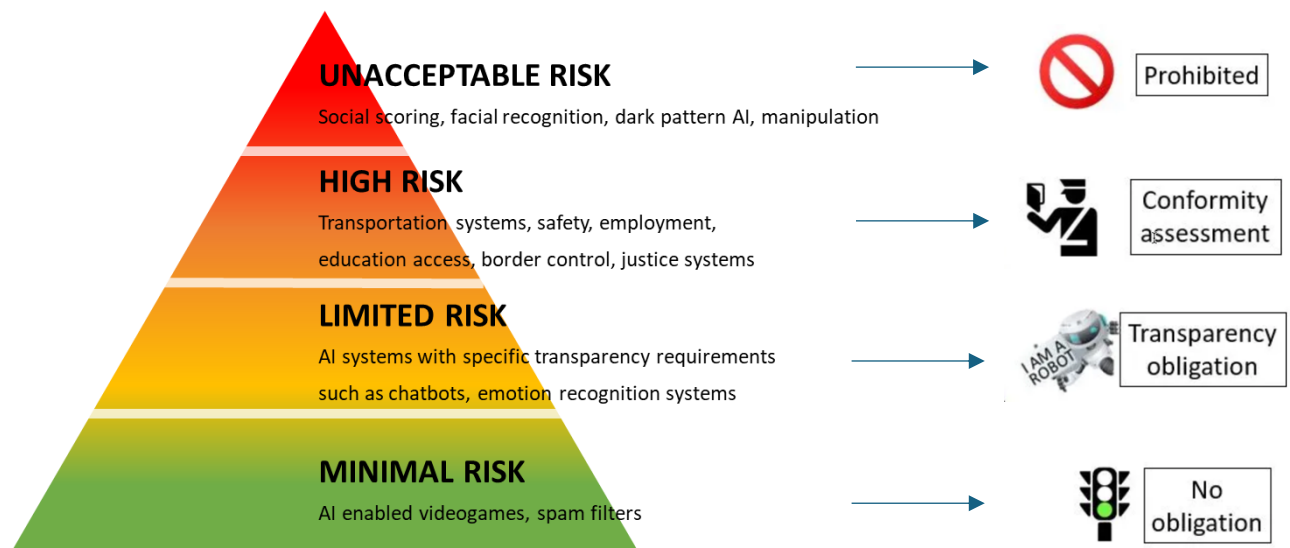 UNACCEPTABLE RISK
Social scoring, facial recognition, dark pattern AI, manipulation
Prohibited
HIGH RISK
Transportation systems, safety, employment,
education access, border control, justice systems
Conformity
assessment
LIMITED RISK
AI systems with specific transparency requirements
such as chatbots, emotion recognition systems
I AM A
ROBOT
Transparency
obligation
MINIMAL RISK
AI enabled videogames, spam filters
No
obligation